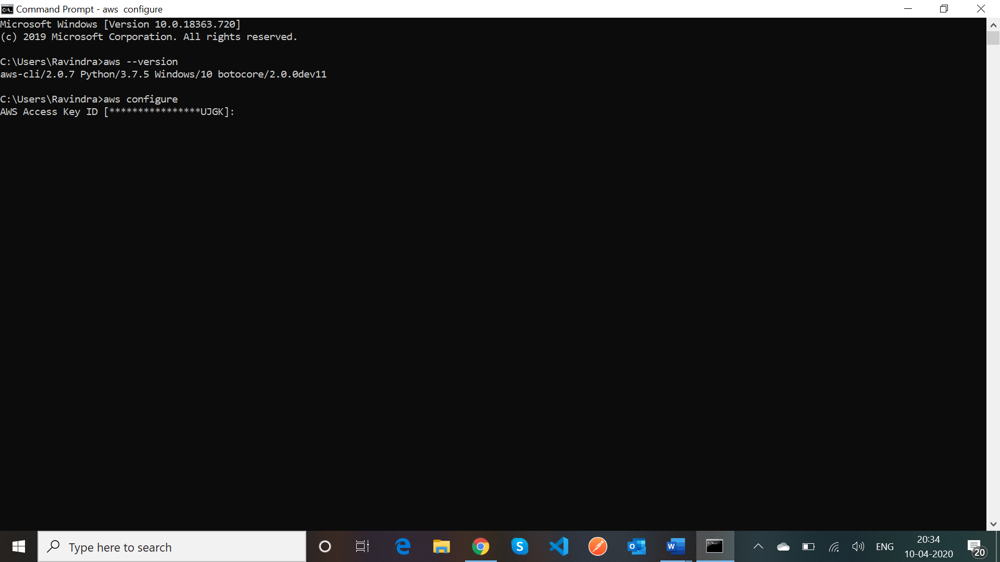 Command Prompt - aws  configure
Microsoft Windows [Version 10.0.18363.720]
(c) 2019 Microsoft Corporation. All rights reserved.
C:\Users\Ravindra>aws --version
aws-cli/2.0.7 Python/3.7.5 Windows/10 botocore/2.0.0dev11
C:\Users\Ravindra>aws configure
AWS Access Key ID [****************UJGK]:
Type here to search
ENG
20:34
10-04-2020
20